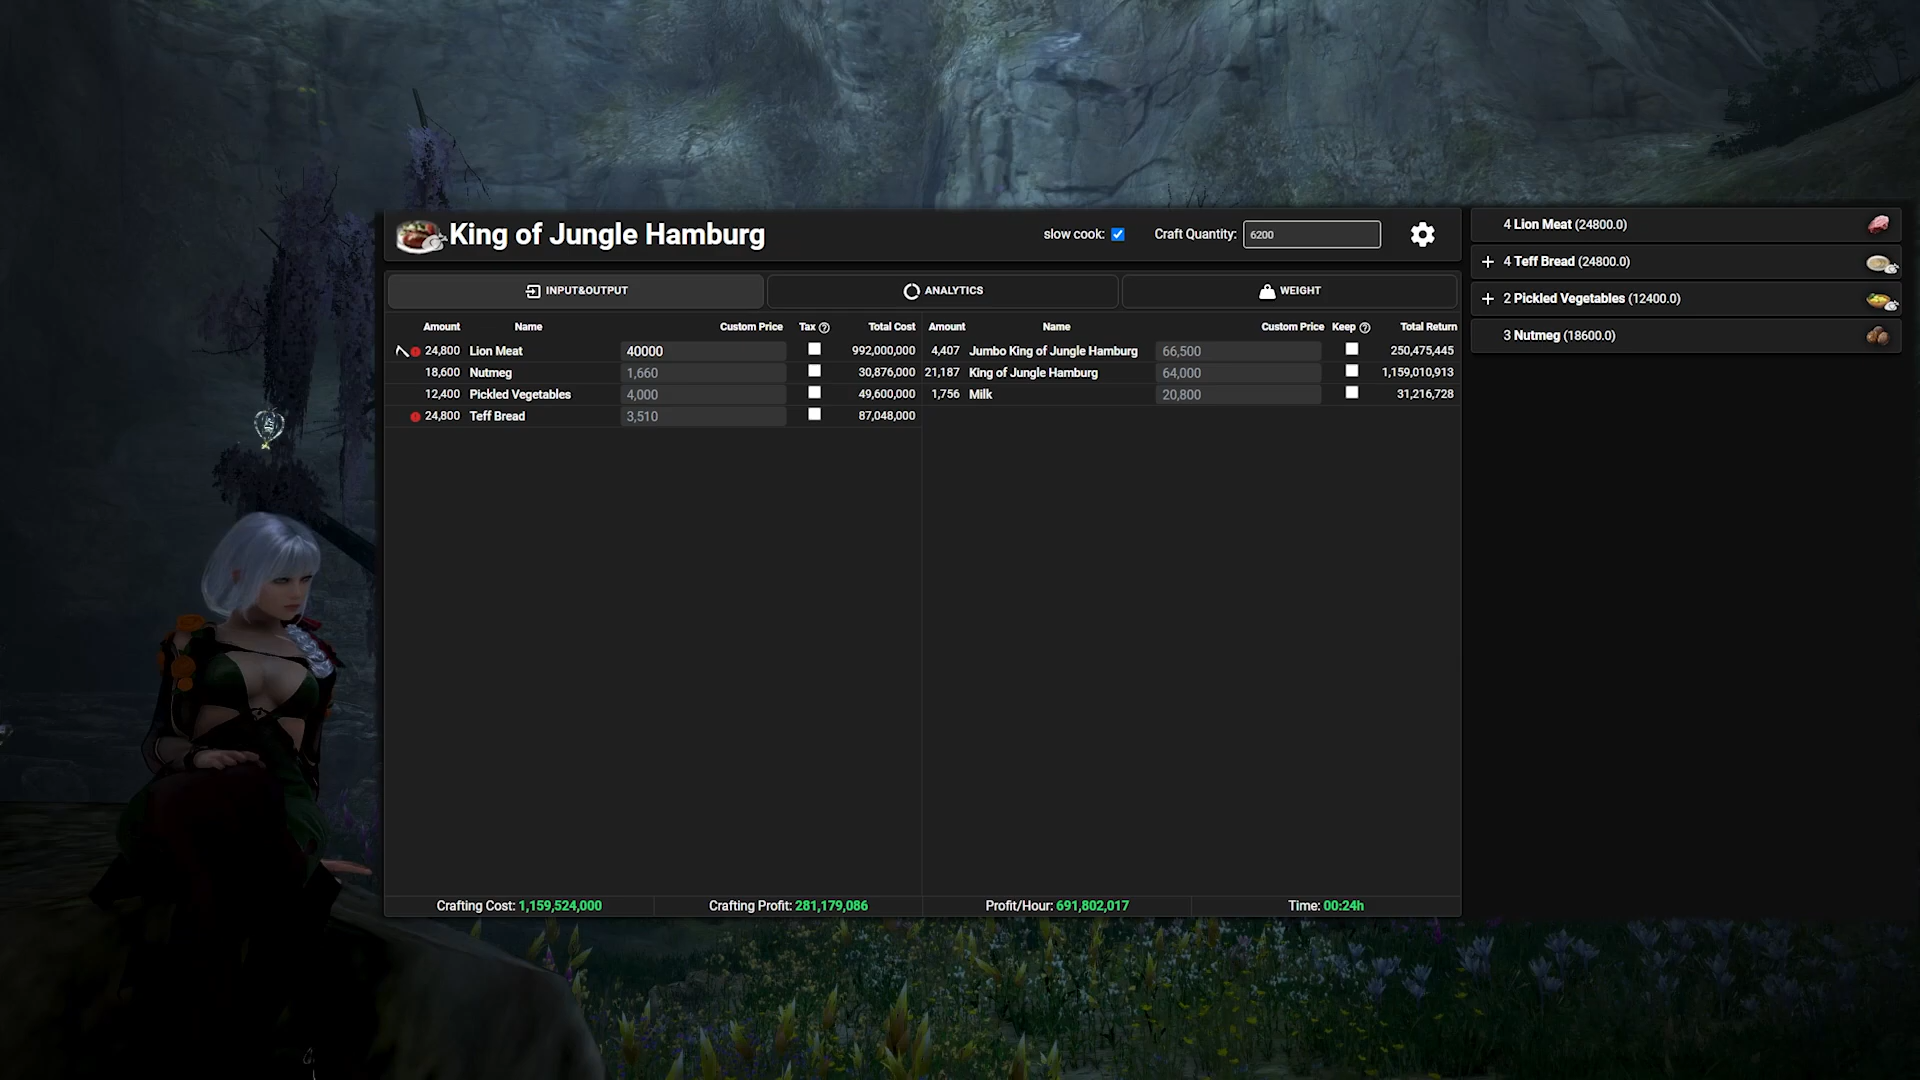 King of Jungle Hamburg
slow cook: Craft Quantity: 6200
INPUT&OUTPUT ANALYTICS WEIGHT
Amount Name Custom Price Tax Total Cost Amount Name Custom Price Keep Total Return
24,800 Lion Meat 40000 992,000,000 4,407 Jumbo King of Jungle Hamburg 66,500 250,475,445
18,600 Nutmeg 1,660 30,876,000 21,187 King of Jungle Hamburg 64,000 1,159,010,913
12,400 Pickled Vegetables 4,000 49,600,000 1,756 Milk 20,800 31,216,728
24,800 Teff Bread 3,510 87,048,000
Crafting Cost: 1,159,524,000 Crafting Profit: 281,179,086 Profit/Hour: 691,802,017 Time: 00:24h
4 Lion Meat (24800.0)
+ 4 Teff Bread (24800.0)
+ 2 Pickled Vegetables (12400.0)
3 Nutmeg (18600.0)